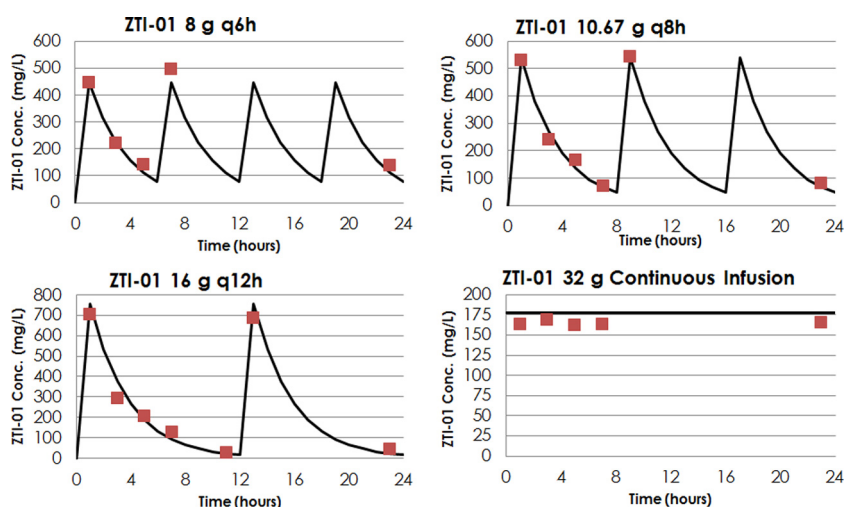 ZTI-01 8 g q6h
ZTI-01 Conc. (mg/L)
600
500
400
300
200
100
0
0 4 8 12 16 20 24
Time (hours)
ZTI-01 10.67 g q8h
ZTI-01 Conc. (mg/L)
600
500
400
300
200
100
0
0 4 8 12 16 20 24
Time (hours)
ZTI-01 16 g q12h
ZTI-01 Conc. (mg/L)
800
700
600
500
400
300
200
100
0
0 4 8 12 16 20 24
Time (hours)
ZTI-01 32 g Continuous Infusion
ZTI-01 Conc. (mg/L)
200
175
150
125
100
75
50
25
0
0 4 8 12 16 20 24
Time (hours)